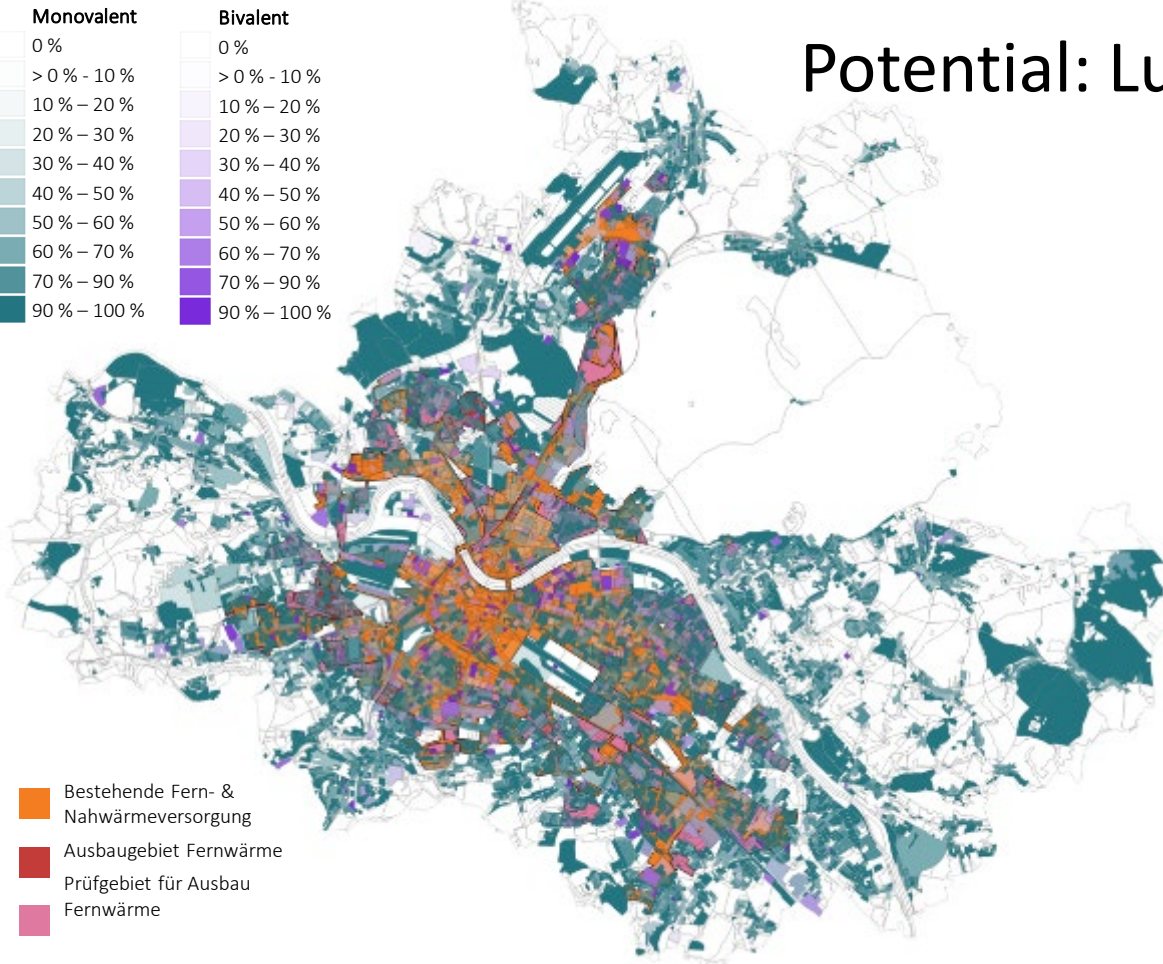 Potential: Lu
Monovalent
0 %
> 0 % - 10 %
10 % – 20 %
20 % – 30 %
30 % – 40 %
40 % – 50 %
50 % – 60 %
60 % – 70 %
70 % – 90 %
90 % – 100 %
Bivalent
0 %
> 0 % - 10 %
10 % – 20 %
20 % – 30 %
30 % – 40 %
40 % – 50 %
50 % – 60 %
60 % – 70 %
70 % – 90 %
90 % – 100 %
Bestehende Fern- &
Nahwärmeversorgung
Ausbaugebiet Fernwärme
Prüfgebiet für Ausbau
Fernwärme